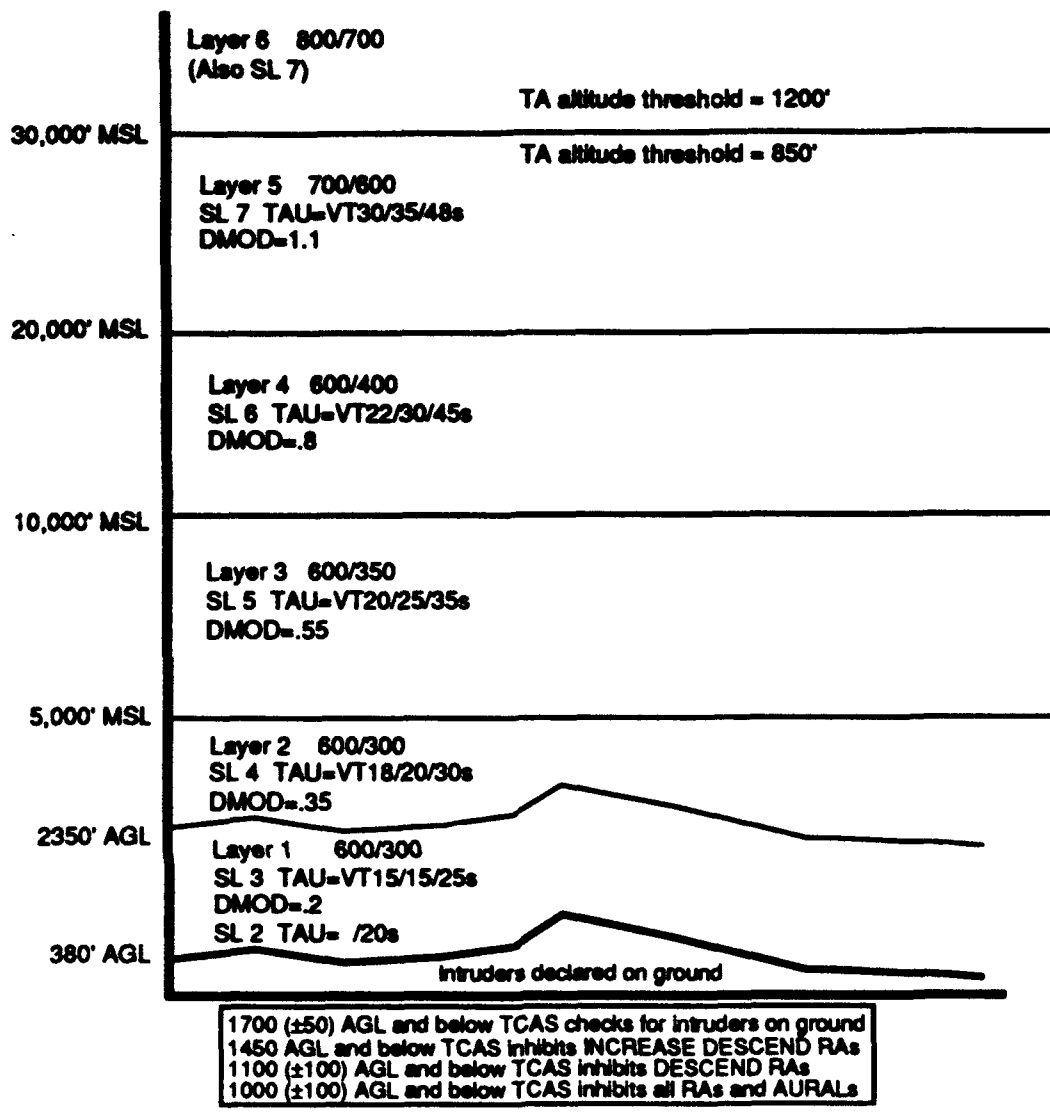 Layer 6 800/700
(Also SL 7)
TA altitude threshold = 1200'
30,000' MSL
TA altitude threshold = 850'
Layer 5 700/600
SL 7 TAU=VT30/35/48s
DMOD=1.1
20,000' MSL
Layer 4 600/400
SL 6 TAU=VT22/30/45s
DMOD=.8
10,000' MSL
Layer 3 600/350
SL 5 TAU=VT20/25/35s
DMOD=.55
5,000' MSL
Layer 2 600/300
SL 4 TAU=VT18/20/30s
DMOD=.35
2350' AGL
Layer 1 600/300
SL 3 TAU=VT15/15/25s
DMOD=.2
SL 2 TAU= /20s
380' AGL
Intruders declared on ground
1700 (±50) AGL and below TCAS checks for intruders on ground
1450 AGL and below TCAS inhibits INCREASE DESCEND RAs
1100 (±100) AGL and below TCAS inhibits DESCEND RAs
1000 (±100) AGL and below TCAS inhibits all RAs and AURALs